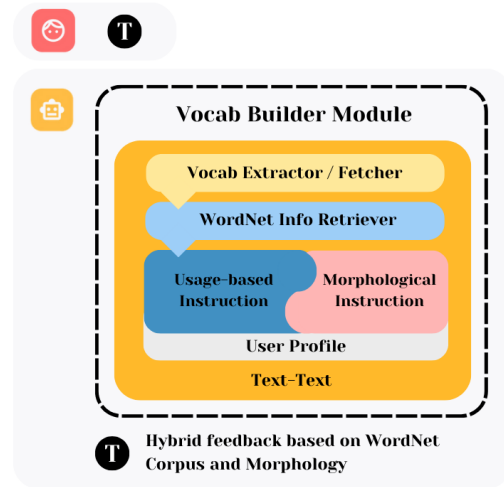 T
Vocab Builder Module
Vocab Extractor / Fetcher
WordNet Info Retriever
Usage-based
Instruction
Morphological
Instruction
User Profile
Text-Text
T
Hybrid feedback based on WordNet
Corpus and Morphology